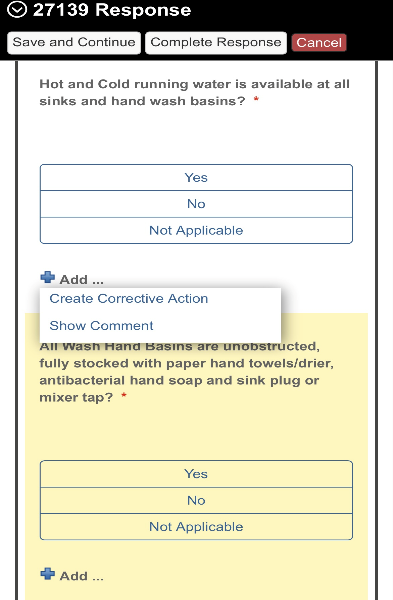 27139 Response
Save and Continue Complete Response Cancel
Hot and Cold running water is available at all
sinks and hand wash basins? *
Yes
No
Not Applicable
Add ...
Create Corrective Action
Show Comment
All Wash Hand Basins are unobstructed,
fully stocked with paper hand towels/drier,
antibacterial hand soap and sink plug or
mixer tap? *
Yes
No
Not Applicable
Add ...